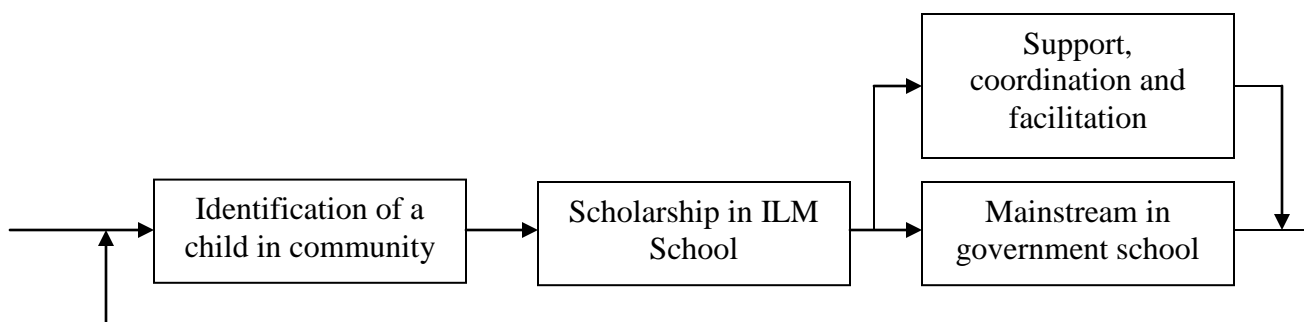 Identification of a
child in community
Scholarship in ILM
School
Support,
coordination and
facilitation
Mainstream in
government school